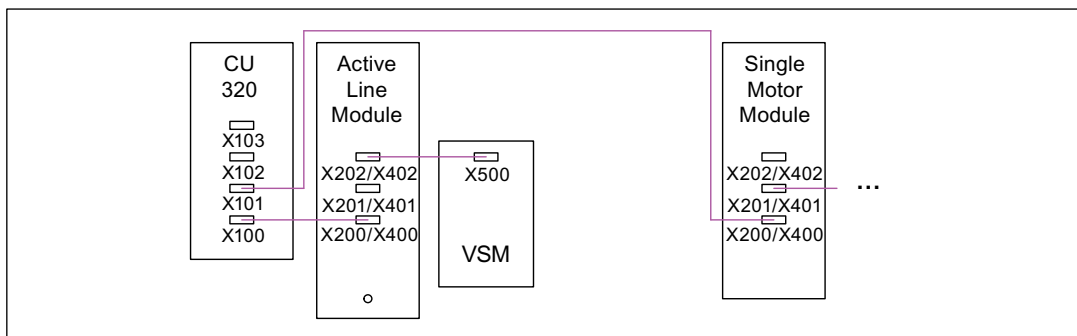 CU
320
X103
X102
X101
X100
Active
Line
Module
X202/X402
X201/X401
X200/X400
X500
VSM
Single
Motor
Module
X202/X402
X201/X401
X200/X400
...